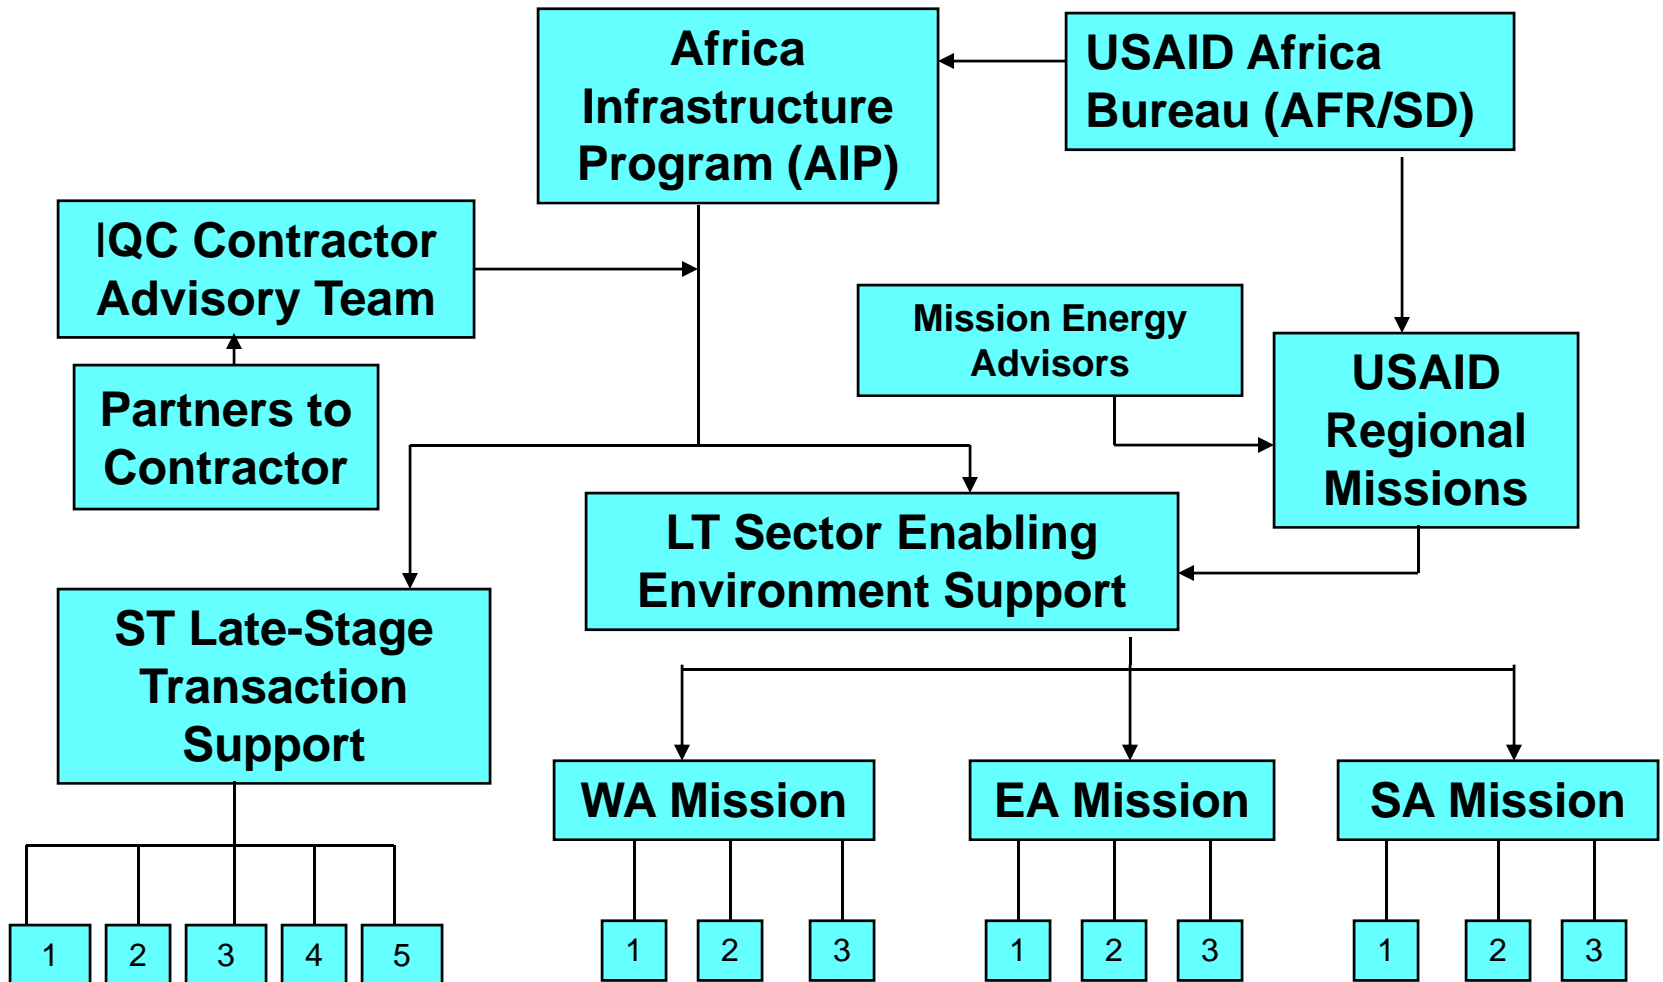 Africa
Infrastructure
Program (AIP)
USAID Africa
Bureau (AFR/SD)
IQC Contractor
Advisory Team
Mission Energy
Advisors
Partners to
Contractor
USAID
Regional
Missions
LT Sector Enabling
Environment Support
ST Late-Stage
Transaction
Support
WA Mission
EA Mission
SA Mission
1
2
3
4
5
1
2
3
1
2
3
1
2
3